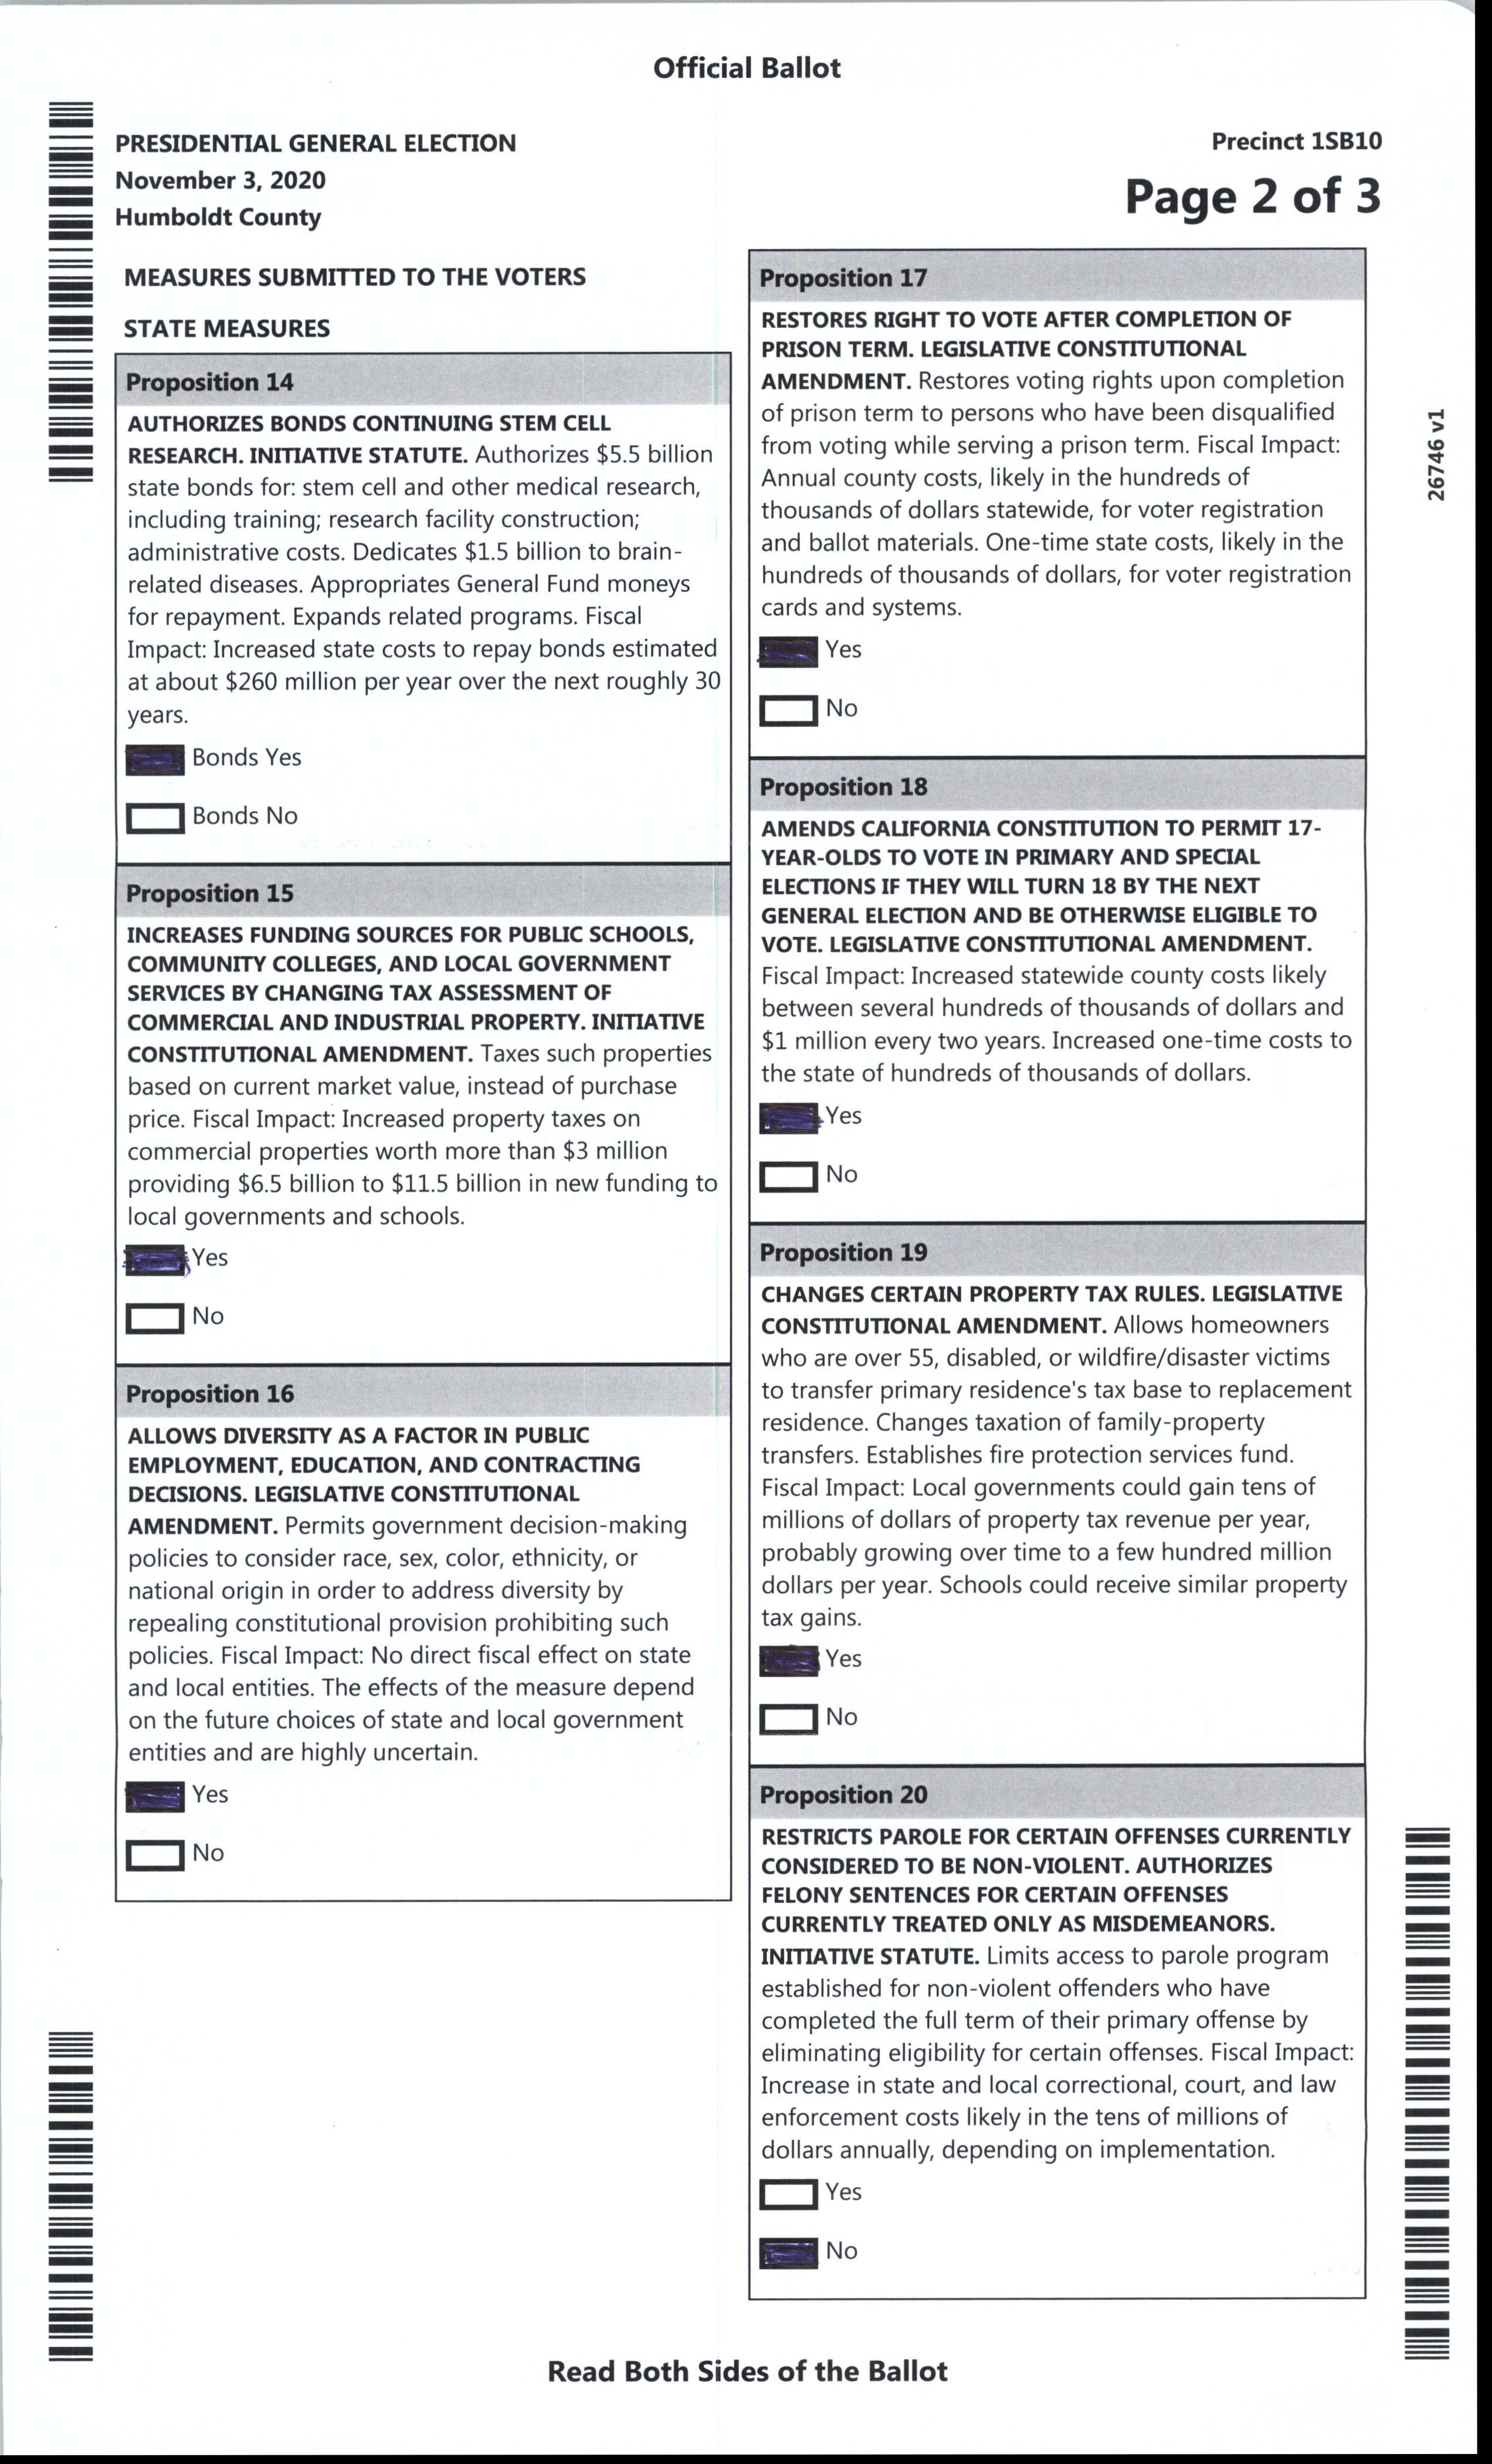 Official Ballot
PRESIDENTIAL GENERAL ELECTION
November 3, 2020
Humboldt County
Precinct 1SB10
Page 2 of 3
MEASURES SUBMITTED TO THE VOTERS
STATE MEASURES
Proposition 14
AUTHORIZES BONDS CONTINUING STEM CELL
RESEARCH. INITIATIVE STATUTE. Authorizes $5.5 billion
state bonds for: stem cell and other medical research,
including training; research facility construction;
administrative costs. Dedicates $1.5 billion to brain-
related diseases. Appropriates General Fund moneys
for repayment. Expands related programs. Fiscal
Impact: Increased state costs to repay bonds estimated
at about $260 million per year over the next roughly 30
years.
Bonds Yes
Bonds No
Proposition 15
INCREASES FUNDING SOURCES FOR PUBLIC SCHOOLS,
COMMUNITY COLLEGES, AND LOCAL GOVERNMENT
SERVICES BY CHANGING TAX ASSESSMENT OF
COMMERCIAL AND INDUSTRIAL PROPERTY. INITIATIVE
CONSTITUTIONAL AMENDMENT. Taxes such properties
based on current market value, instead of purchase
price. Fiscal Impact: Increased property taxes on
commercial properties worth more than $3 million
providing $6.5 billion to $11.5 billion in new funding to
local governments and schools.
Yes
No
Proposition 16
ALLOWS DIVERSITY AS A FACTOR IN PUBLIC
EMPLOYMENT, EDUCATION, AND CONTRACTING
DECISIONS. LEGISLATIVE CONSTITUTIONAL
AMENDMENT. Permits government decision-making
policies to consider race, sex, color, ethnicity, or
national origin in order to address diversity by
repealing constitutional provision prohibiting such
policies. Fiscal Impact: No direct fiscal effect on state
and local entities. The effects of the measure depend
on the future choices of state and local government
entities and are highly uncertain.
Yes
No
Proposition 17
RESTORES RIGHT TO VOTE AFTER COMPLETION OF
PRISON TERM. LEGISLATIVE CONSTITUTIONAL
AMENDMENT. Restores voting rights upon completion
of prison term to persons who have been disqualified
from voting while serving a prison term. Fiscal Impact:
Annual county costs, likely in the hundreds of
thousands of dollars statewide, for voter registration
and ballot materials. One-time state costs, likely in the
hundreds of thousands of dollars, for voter registration
cards and systems.
Yes
No
Proposition 18
AMENDS CALIFORNIA CONSTITUTION TO PERMIT 17-
YEAR-OLDS TO VOTE IN PRIMARY AND SPECIAL
ELECTIONS IF THEY WILL TURN 18 BY THE NEXT
GENERAL ELECTION AND BE OTHERWISE ELIGIBLE TO
VOTE. LEGISLATIVE CONSTITUTIONAL AMENDMENT.
Fiscal Impact: Increased statewide county costs likely
between several hundreds of thousands of dollars and
$1 million every two years. Increased one-time costs to
the state of hundreds of thousands of dollars.
Yes
No
Proposition 19
CHANGES CERTAIN PROPERTY TAX RULES. LEGISLATIVE
CONSTITUTIONAL AMENDMENT. Allows homeowners
who are over 55, disabled, or wildfire/disaster victims
to transfer primary residence's tax base to replacement
residence. Changes taxation of family-property
transfers. Establishes fire protection services fund.
Fiscal Impact: Local governments could gain tens of
millions of dollars of property tax revenue per year,
probably growing over time to a few hundred million
dollars per year. Schools could receive similar property
tax gains.
Yes
No
Proposition 20
RESTRICTS PAROLE FOR CERTAIN OFFENSES CURRENTLY
CONSIDERED TO BE NON-VIOLENT. AUTHORIZES
FELONY SENTENCES FOR CERTAIN OFFENSES
CURRENTLY TREATED ONLY AS MISDEMEANORS.
INITIATIVE STATUTE. Limits access to parole program
established for non-violent offenders who have
completed the full term of their primary offense by
eliminating eligibility for certain offenses. Fiscal Impact:
Increase in state and local correctional, court, and law
enforcement costs likely in the tens of millions of
dollars annually, depending on implementation.
Yes
No
26746 v1
Read Both Sides of the Ballot